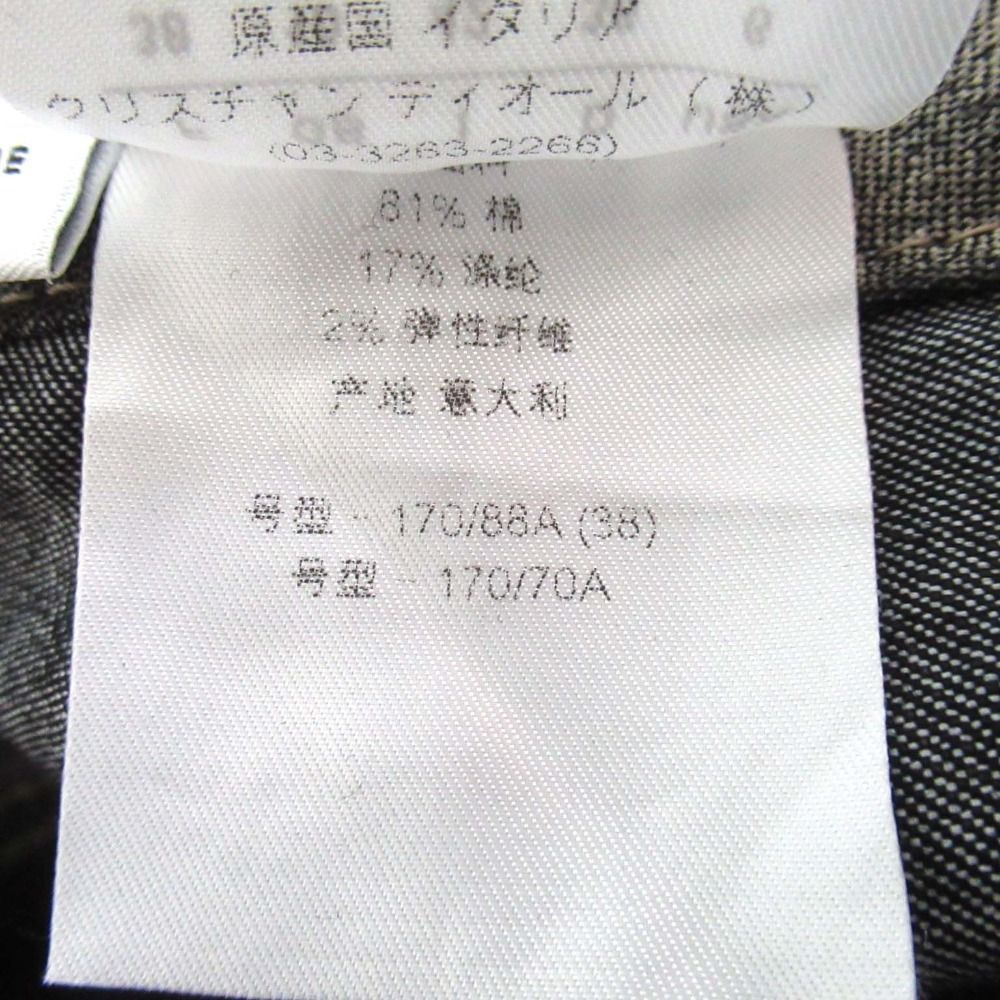 原産国 イタリア
クリスチャン ディオール (株)
(03-3263-2266)
81% 棉
17% 涤纶
2% 弹性纤维
产地 意大利
号型 - 170/88A (38)
号型 - 170/70A